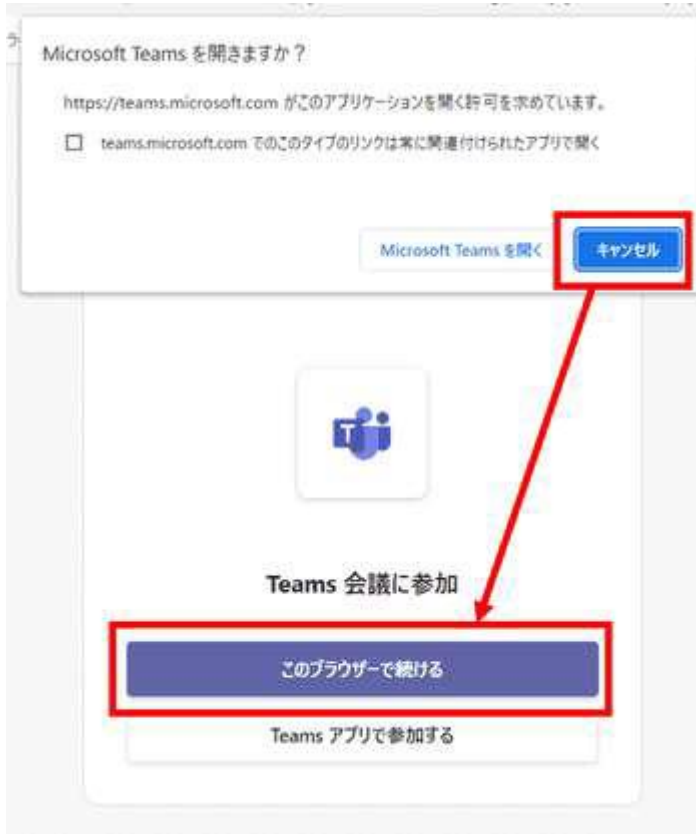 Microsoft Teams を開きますか？
https://teams.microsoft.com がこのアプリケーションを開く許可を求めています。
teams.microsoft.com でのこのタイプのリンクは常に関連付けられたアプリで開く
Microsoft Teams を開く
キャンセル
T
Teams 会議に参加
このブラウザーで続ける
Teams アプリで参加する